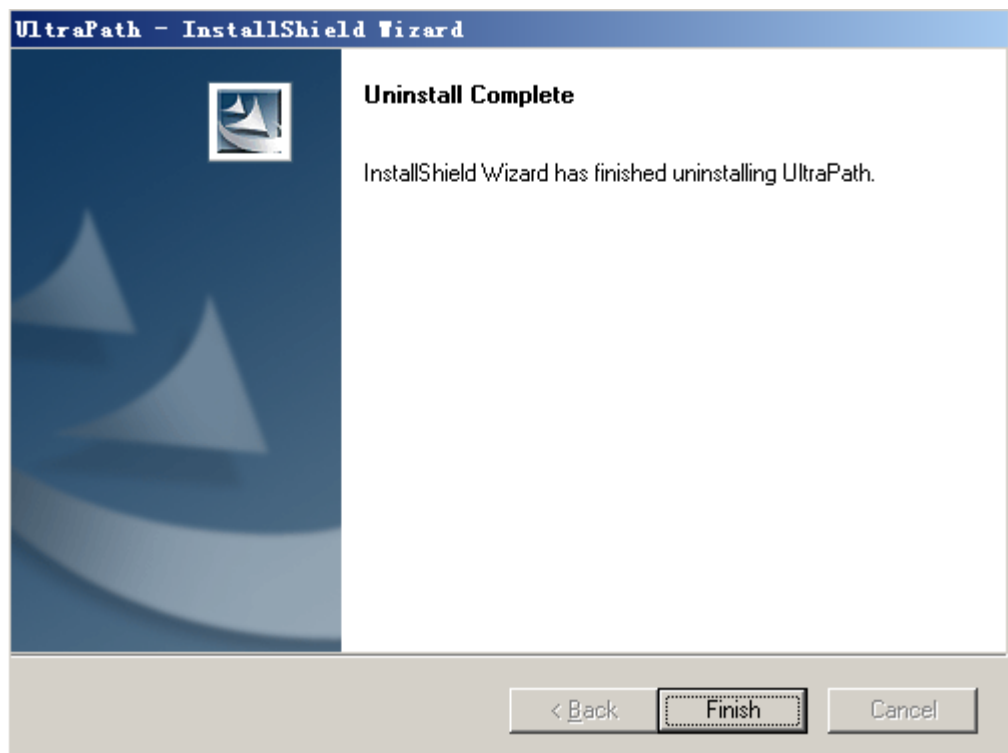 UltraPath - InstallShield Wizard
Uninstall Complete
InstallShield Wizard has finished uninstalling UltraPath.
< Back
Finish
Cancel